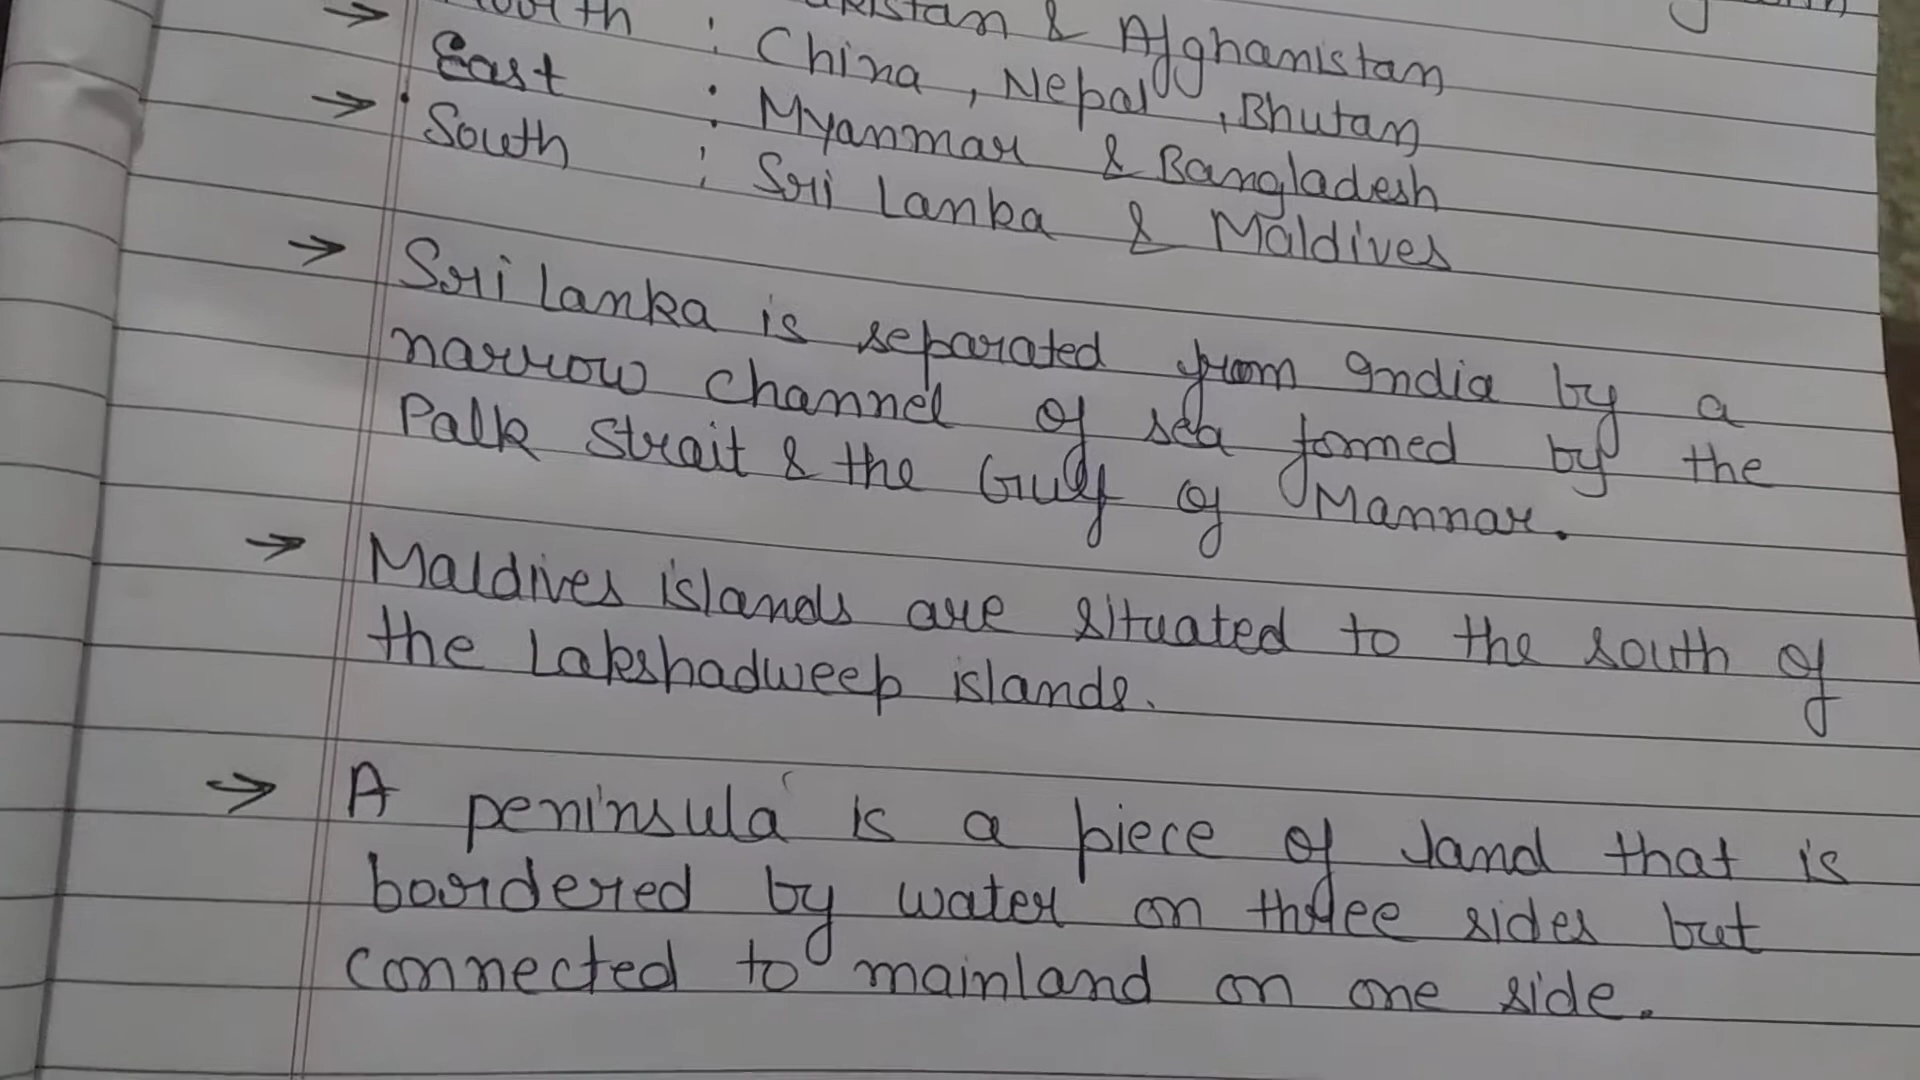 & Afghanistan
North : China, Nepal, Bhutan
East : Myanmar & Bangladesh
South : Sri Lanka & Maldives
→ Sri Lanka is separated from India by a
narrow channel of sea formed by the
Palk Strait & the Gulf of Mannar.
→ Maldives islands are situated to the south of
the Lakshadweep islands.
→ A peninsula is a piece of land that is
bordered by water on three sides but
connected to mainland on one side.